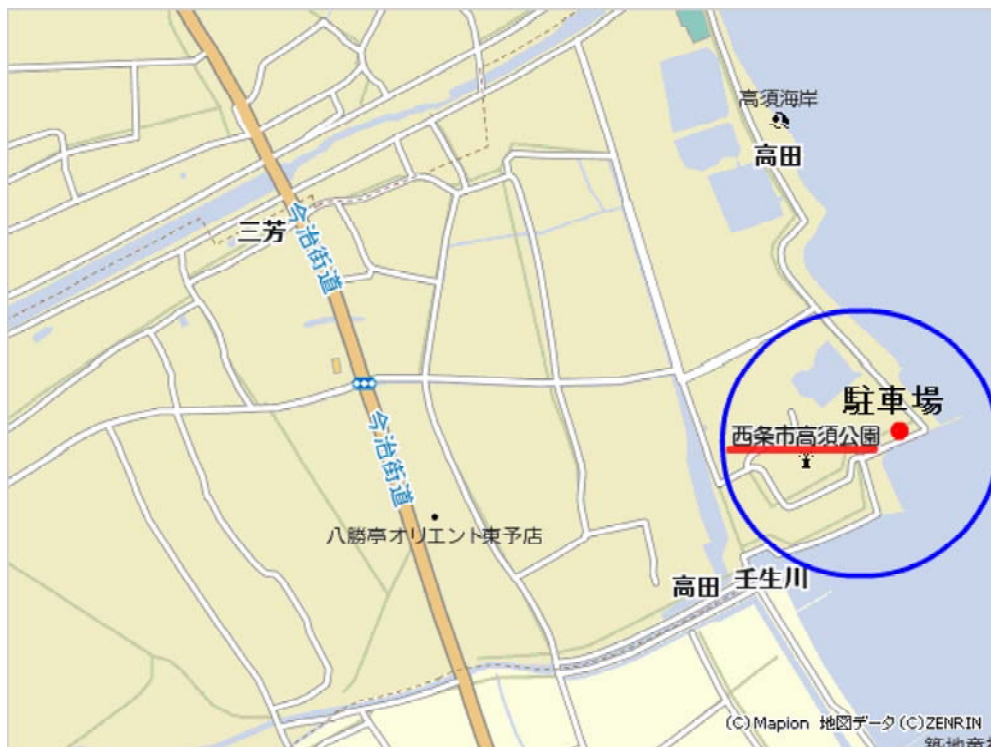 高須海岸
高田
三芳
今治街道
駐車場
西条市高須公園
今治街道
八勝亭オリエント東予店
高田
壬生川
(C)Mapion 地図データ(C)ZENRIN